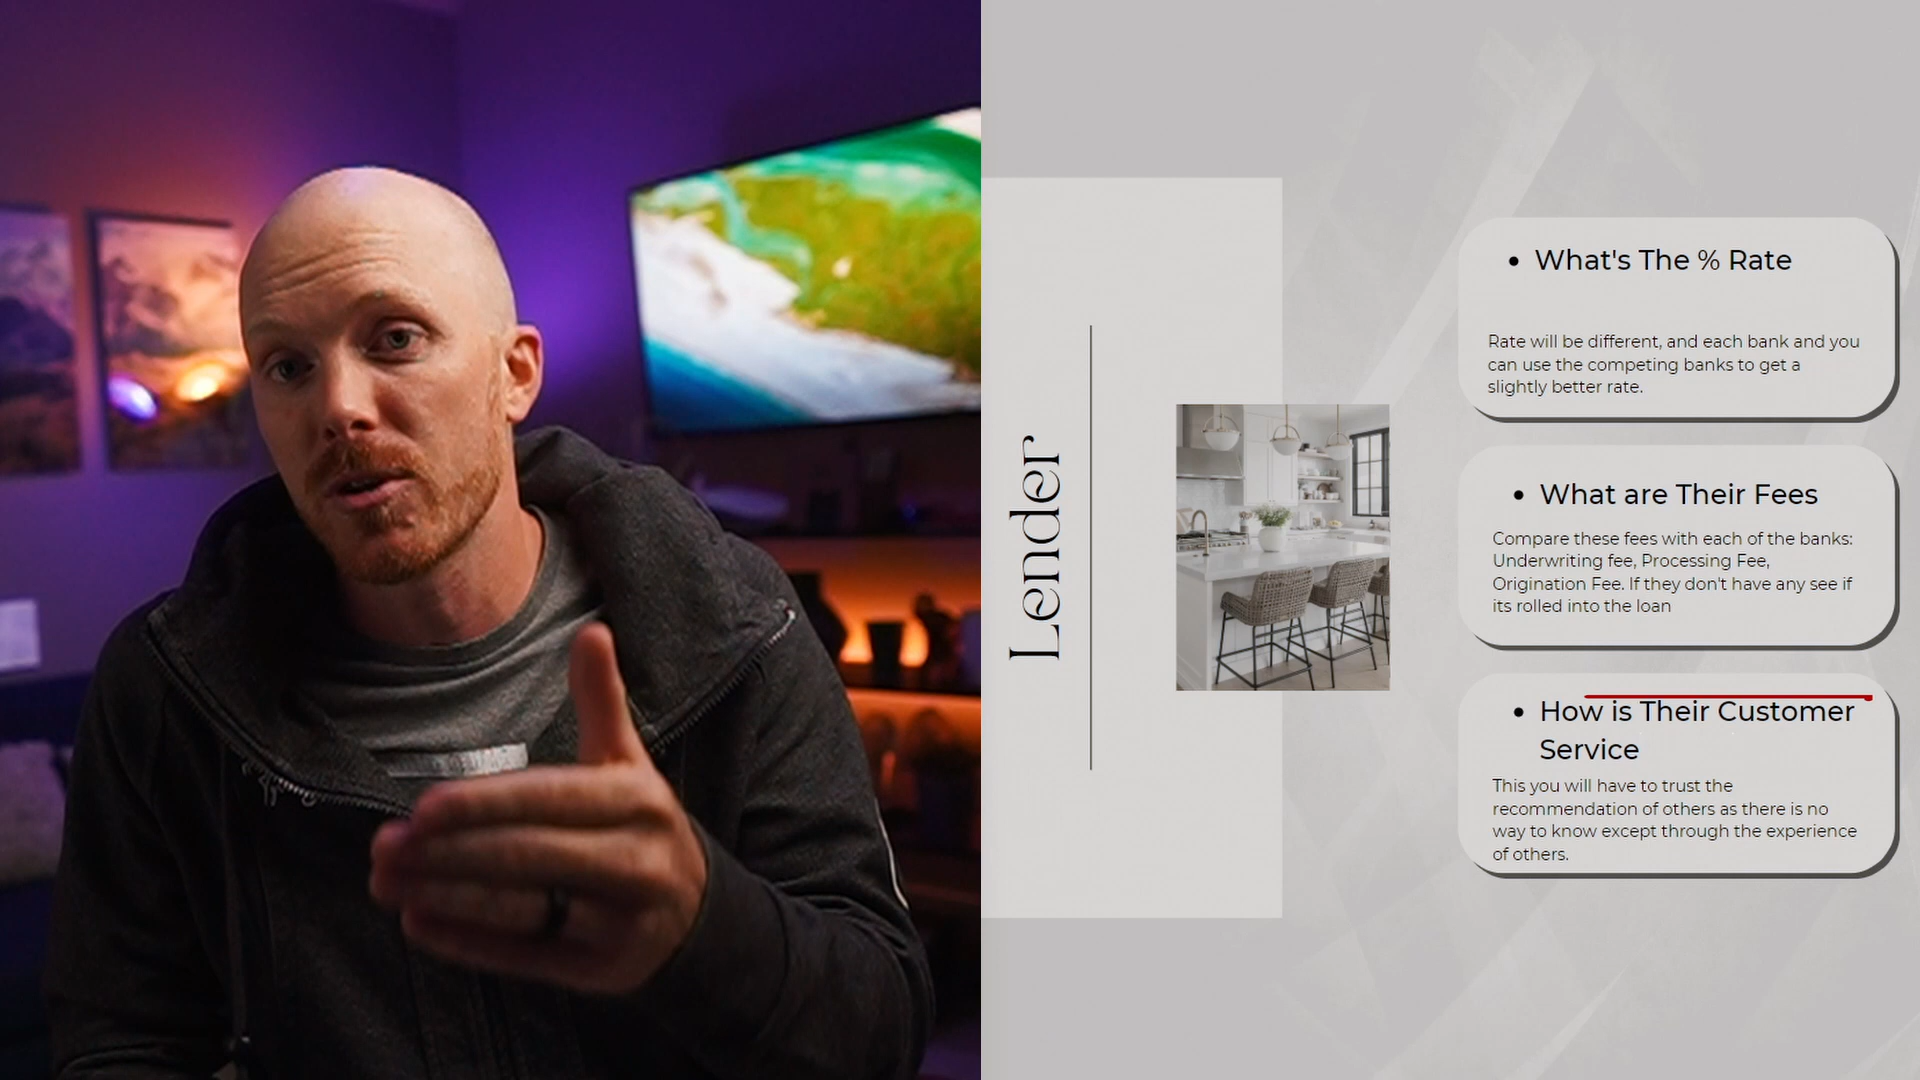 Lender
What's The % Rate
Rate will be different, and each bank and you
can use the competing banks to get a
slightly better rate.
What are Their Fees
Compare these fees with each of the banks:
Underwriting fee, Processing Fee,
Origination Fee. If they don't have any see if
its rolled into the loan
How is Their Customer
Service
This you will have to trust the
recommendation of others as there is no
way to know except through the experience
of others.